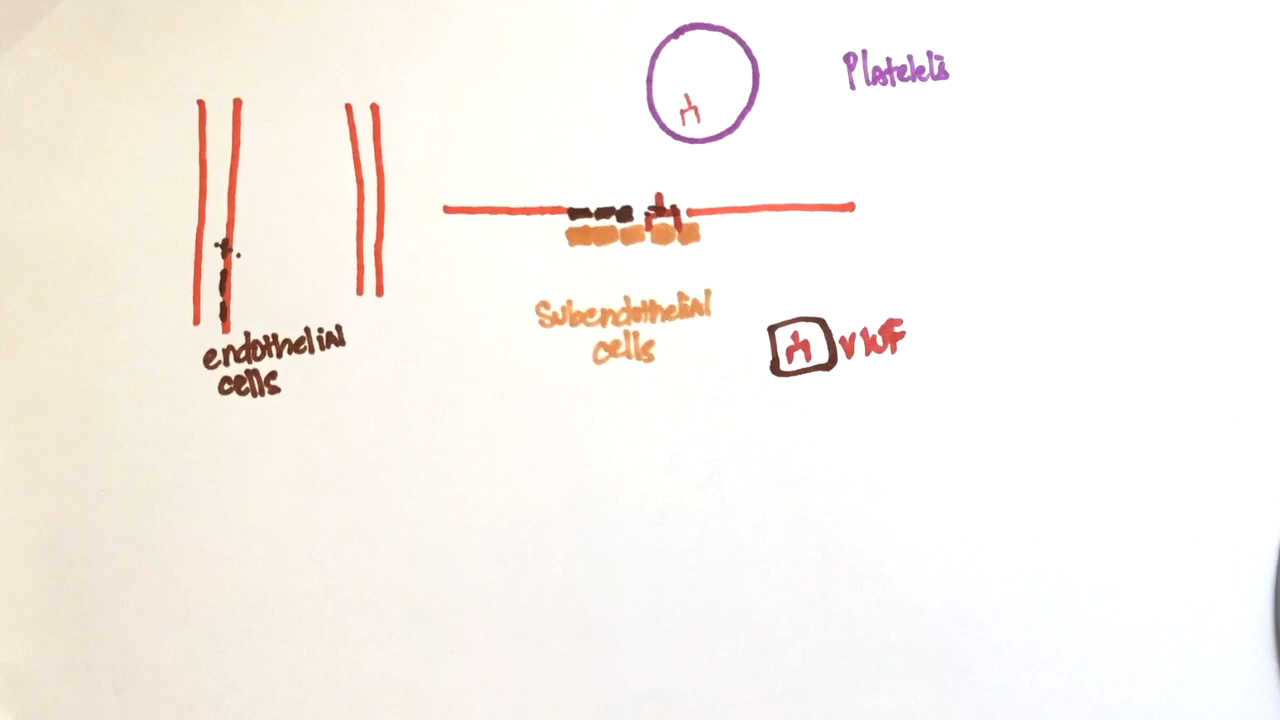 Platelets
endothelial
cells
Subendothelial
cells
VWF